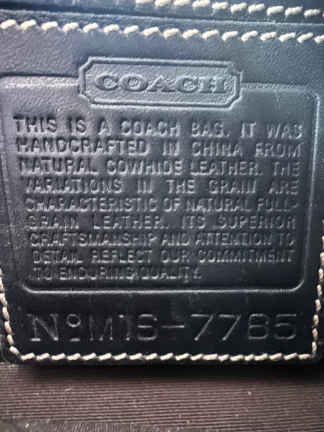 COACH
THIS IS A COACH BAG. IT WAS
HANDCRAFTED IN CHINA FROM
NATURAL COWHIDE LEATHER. THE
VARIATIONS IN THE GRAIN ARE
CHARACTERISTIC OF NATURAL FULL
GRAIN LEATHER. ITS SUPERIOR
CRAFTSMANSHIP AND ATTENTION TO
DETAIL REFLECT OUR COMMITMENT
TO ENDURING QUALITY.
Nº M16-7785